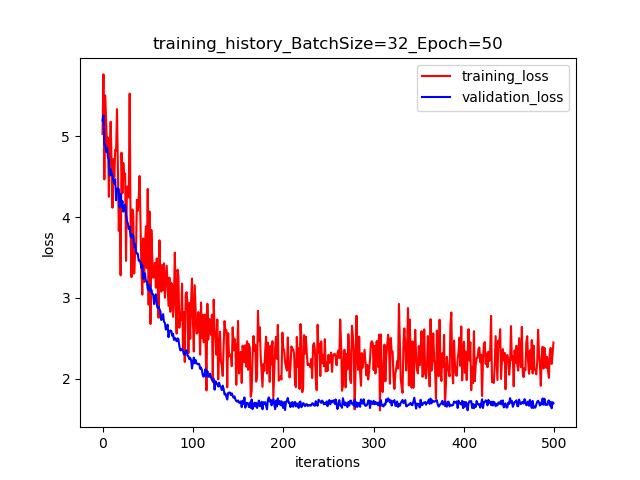 training_history_BatchSize=32_Epoch=50
training_loss
validation_loss
loss
5
4
3
2
0
100
200
300
400
500
iterations